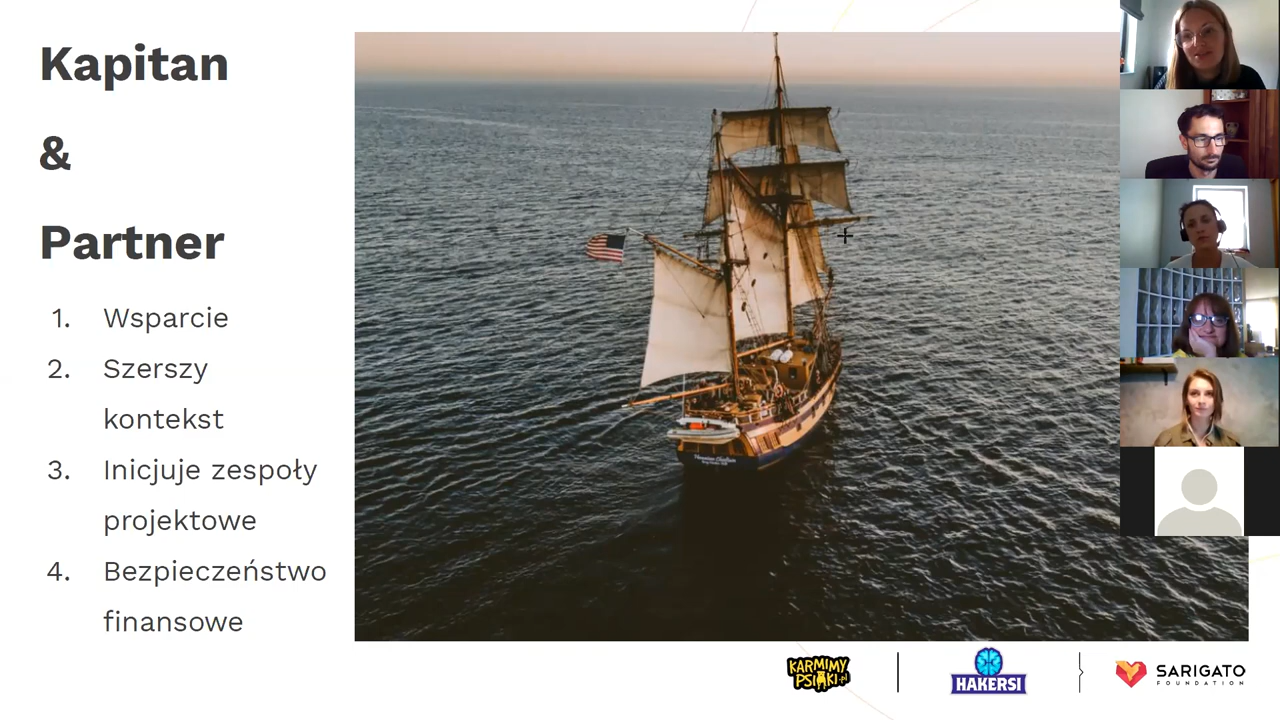 Kapitan
&
Partner
1. Wsparcie
2. Szerszy
kontekst
3. Inicjuje zespoły
projektowe
4. Bezpieczeństwo
finansowe
KARMIMY
PSIAKI.pl
HAKERSI
SARIGATO
FOUNDATION